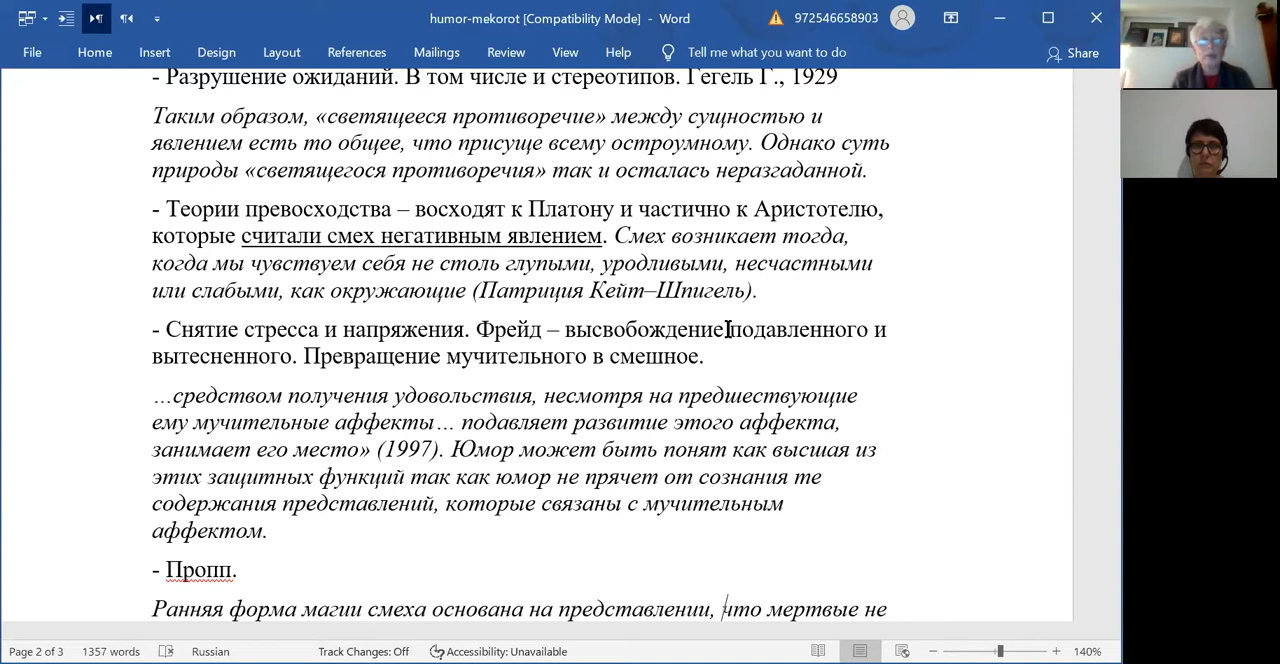 humor-mekorot [Compatibility Mode] - Word
972546658903
File Home Insert Design Layout References Mailings Review View Help Tell me what you want to do Share
- Разрушение ожиданий. В том числе и стереотипов. Гегель Г., 1929
Таким образом, «светящееся противоречие» между сущностью и
явлением есть то общее, что присуще всему остроумному. Однако суть
природы «светящегося противоречия» так и осталась неразгаданной.
- Теории превосходства – восходят к Платону и частично к Аристотелю,
которые считали смех негативным явлением. Смех возникает тогда,
когда мы чувствуем себя не столь глупыми, уродливыми, несчастными
или слабыми, как окружающие (Патриция Кейт–Шпигель).
- Снятие стресса и напряжения. Фрейд – высвобождение подавленного и
вытесненного. Превращение мучительного в смешное.
…средством получения удовольствия, несмотря на предшествующие
ему мучительные аффекты… подавляет развитие этого аффекта,
занимает его место» (1997). Юмор может быть понят как высшая из
этих защитных функций так как юмор не прячет от сознания те
содержания представлений, которые связаны с мучительным
аффектом.
- Пропп.
Ранняя форма магии смеха основана на представлении, что мертвые не
Page 2 of 3 1357 words Russian Track Changes: Off Accessibility: Unavailable 140%